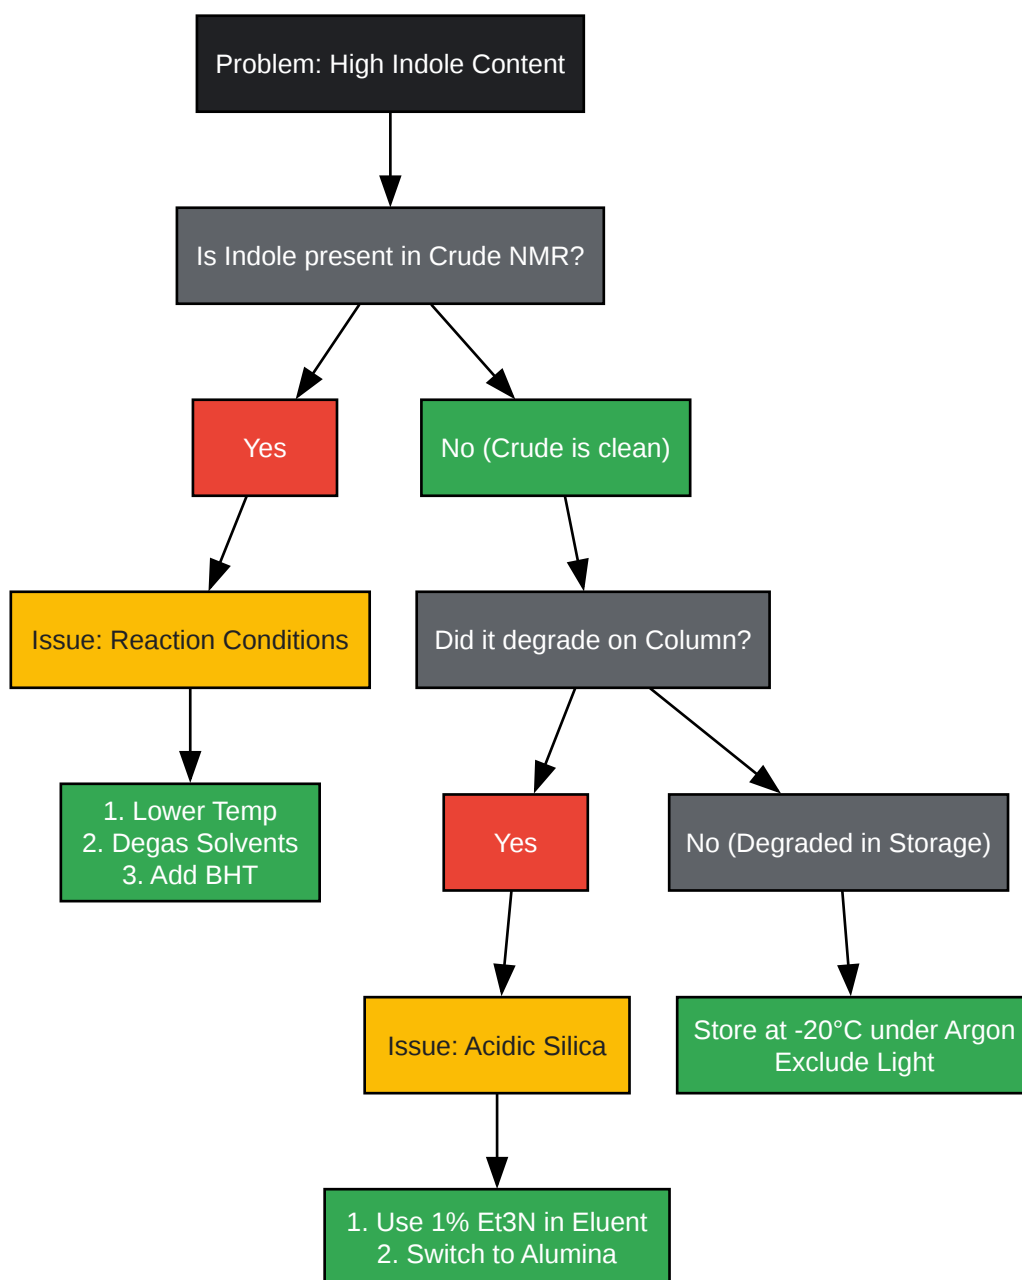 Problem: High Indole Content
Is Indole present in Crude NMR?
Yes
No (Crude is clean)
Issue: Reaction Conditions
Did it degrade on Column?
1. Lower Temp
2. Degas Solvents
3. Add BHT
Yes
No (Degraded in Storage)
Issue: Acidic Silica
Store at -20°C under Argon
Exclude Light
1. Use 1% Et3N in Eluent
2. Switch to Alumina